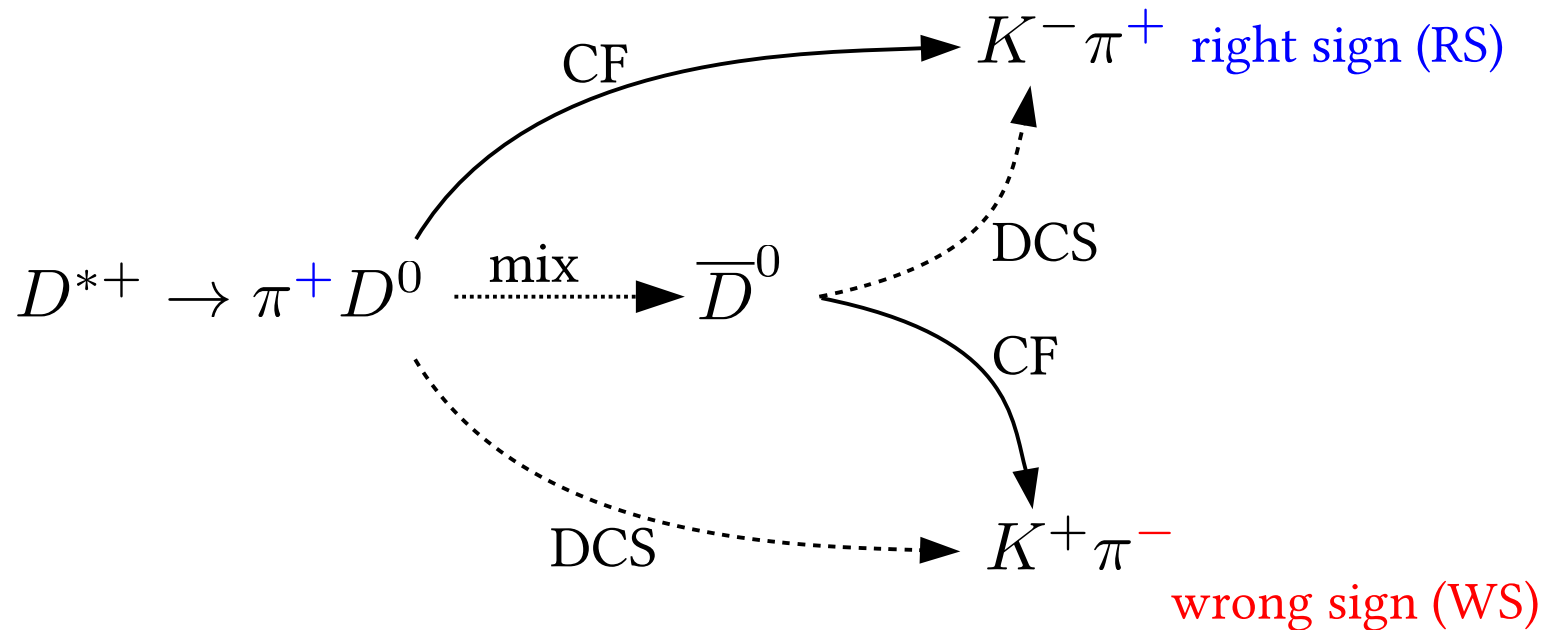 CF
K⁻π⁺ right sign (RS)
DCS
D*⁺ → π⁺D⁰
mix
D̅⁰
CF
DCS
K⁺π⁻
wrong sign (WS)